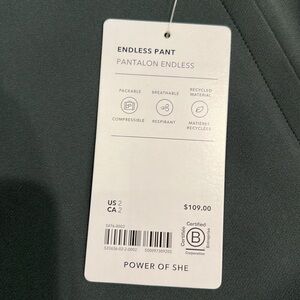 ENDLESS PANT
PANTALON ENDLESS
PACKABLE
BREATHABLE
RECYCLED
MATERIAL
COMPRESSIBLE
RESPIRANT
MATIÈRES
RECYCLÉES
US 2
CA 2
$109.00
Certified
B
Corporation
POWER OF SHE